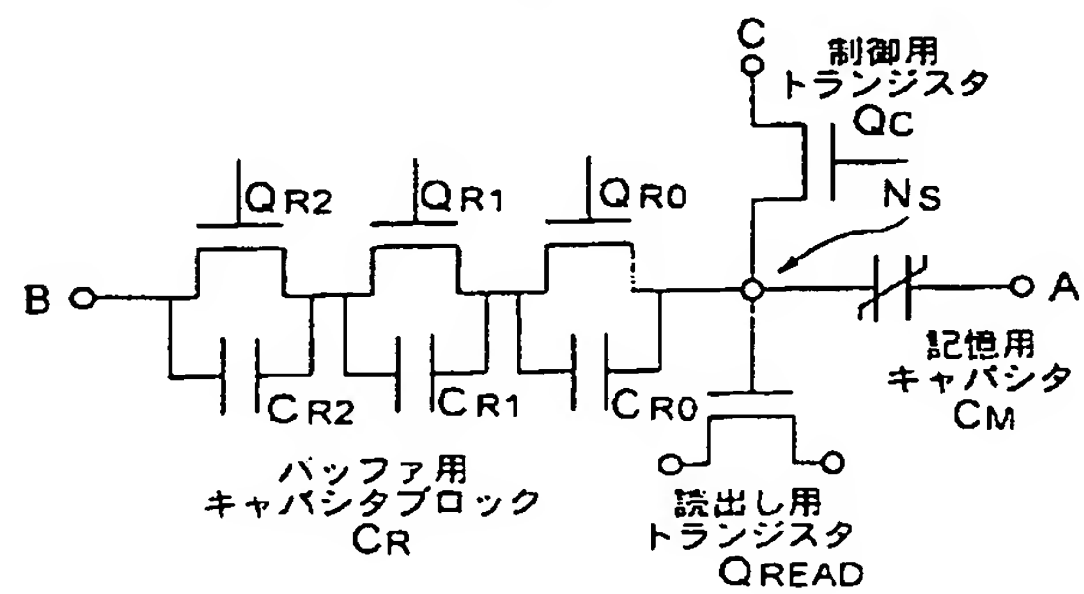 C
制御用
トランジスタ
QC
QR2
QR1
QR0
NS
B
A
CR2
CR1
CR0
記憶用
キャパシタ
CM
バッファ用
キャパシタブロック
CR
読出し用
トランジスタ
QREAD